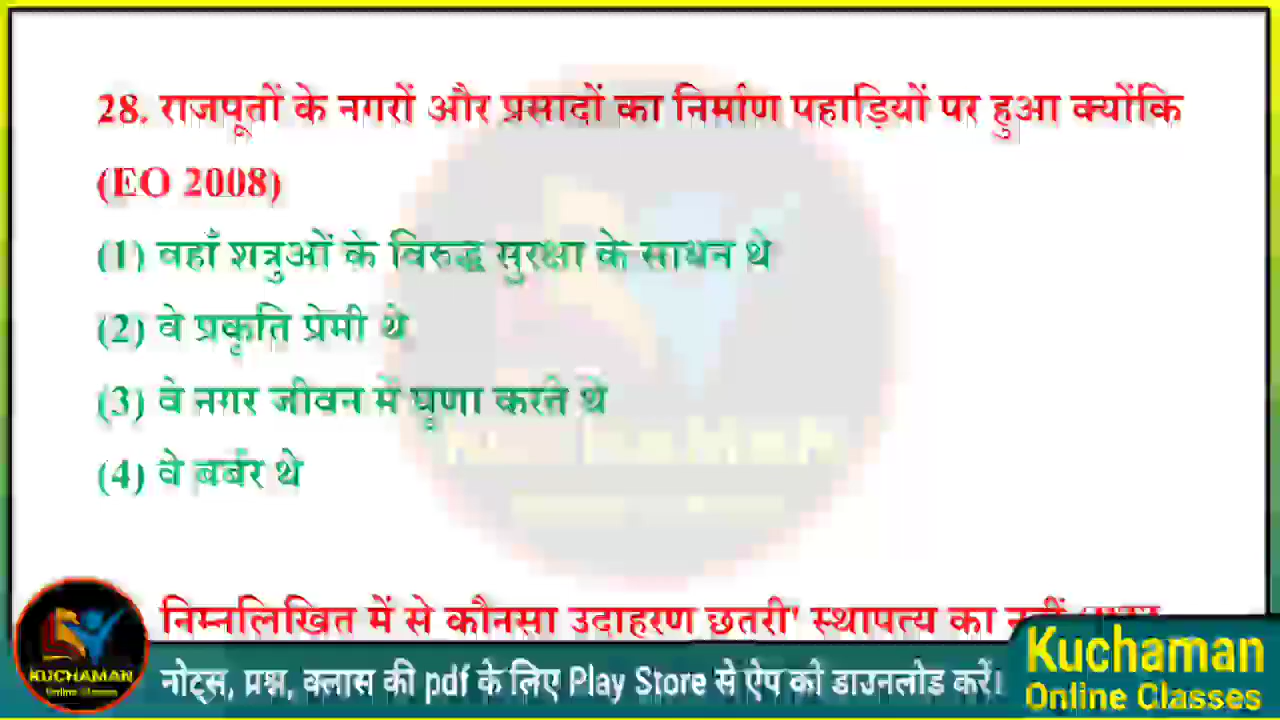 28. राजपूतों के नगरों और प्रसादों का निर्माण पहाड़ियों पर हुआ क्योंकि
(EO 2008)
(1) वहाँ शत्रुओं के विरुद्ध सुरक्षा के साधन थे
(2) वे प्रकृति प्रेमी थे
(3) वे नगर जीवन में घृणा करते थे
(4) वे बर्बर थे
निम्नलिखित में से कौनसा उदाहरण छतरी' स्थापत्य का
नोट्स, प्रश्न, क्लास की pdf के लिए Play Store से ऐप को डाउनलोड करें।
Kuchaman
Online Classes
KUCHAMAN
Online Classes